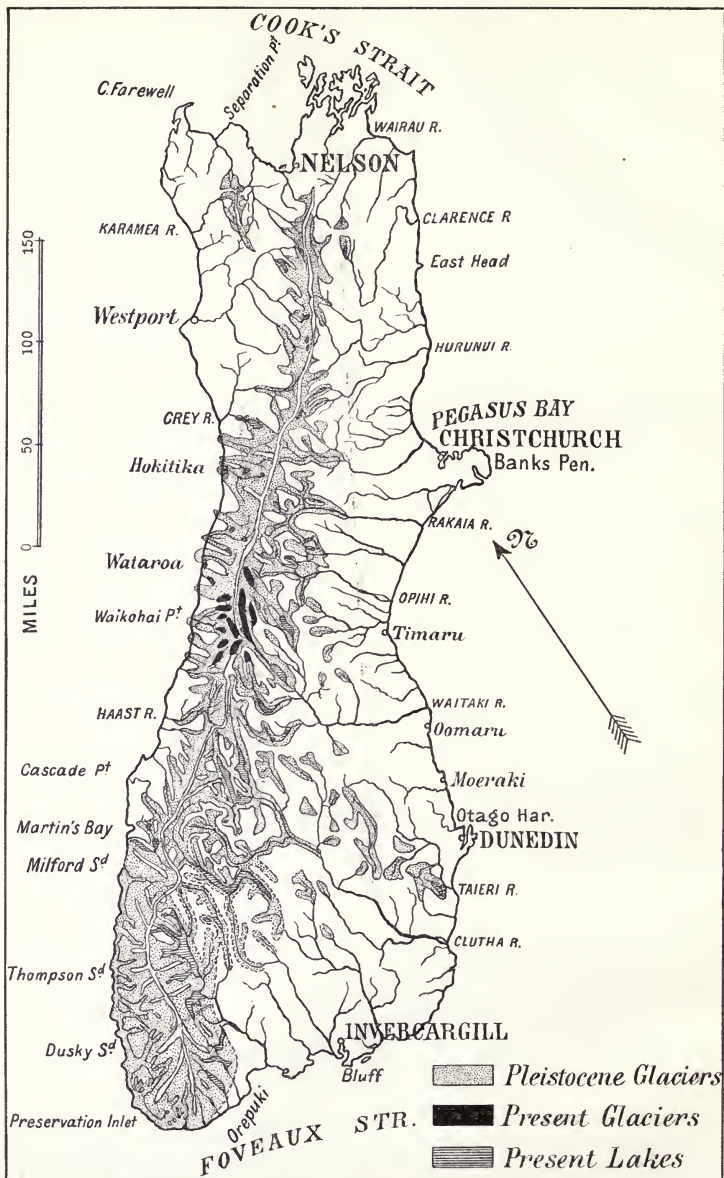 COOK'S STRAIT
Separation Pt
C. Farewell
WAIRAU R.
NELSON
KARAMEA R.
CLARENCE R
East Head
Westport
HURUNUI R.
GREY R.
PEGASUS BAY
CHRISTCHURCH
Banks Pen.
Hokitika
RAKAIA R.
N
Wataroa
OPIHI R.
Waikohai Pt
Timaru
HAAST R.
WAITAKI R.
Oomaru
Cascade Pt
Moeraki
Martin's Bay
Otago Har.
DUNEDIN
Milford Sd
TAIERI R.
CLUTHA R.
Thompson Sd
INVEBCARGILL
Dusky Sd
Bluff
Preservation Inlet
Orepuki
FOVEAUX STR.
150
100
50
0
MILES
Pleistocene Glaciers
Present Glaciers
Present Lakes